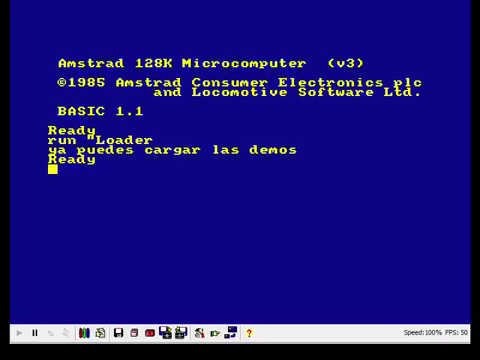 Amstrad 128K Microcomputer (v3)
©1985 Amstrad Consumer Electronics plc
and Locomotive Software Ltd.
BASIC 1.1
Ready
run "Loader
ya puedes cargar las demos
Ready
Speed:100% FPS: 50